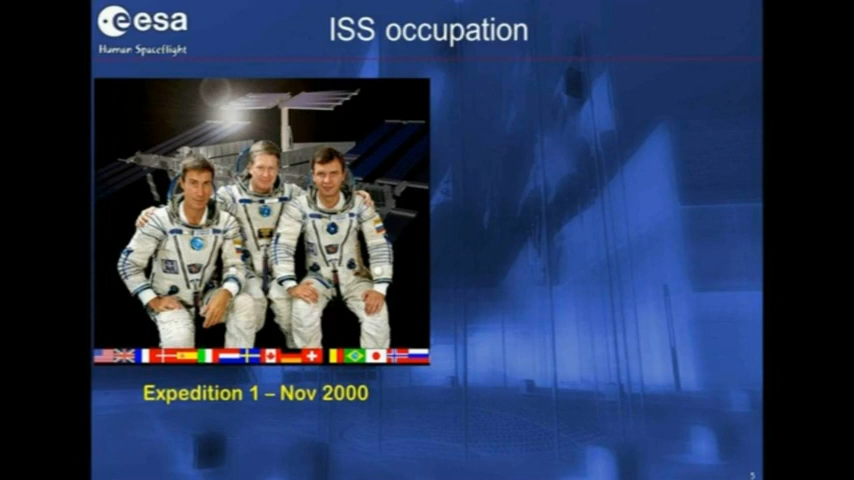 esa
Human Spaceflight
ISS occupation
Expedition 1 – Nov 2000
5